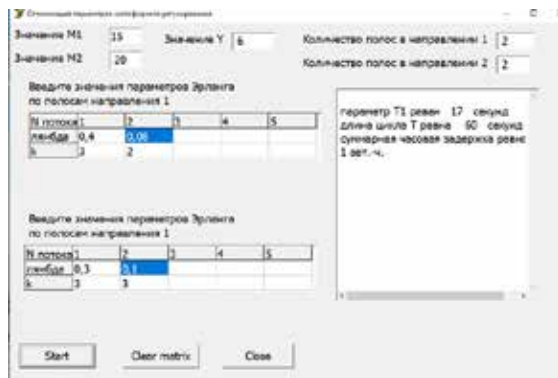 Оптимизация параметров светофорного регулирования
Значение M1 15 Значение Y 6 Количество полос в направлении 1 2
Значение M2 20 Количество полос в направлении 2 2
Введите значения параметров Эрланга
по полосам направления 1
N потока 1 2 3 4 5
лямбда 0,4 0,06
k 3 2
параметр T1 равен 17 секунд
длина цикла T равна 60 секунд
суммарная часовая задержка равна
1 авт.-ч.
Введите значения параметров Эрланга
по полосам направления 1
N потока 1 2 3 4 5
лямбда 0,3 0,1
k 3 3
Start Clear matrix Close